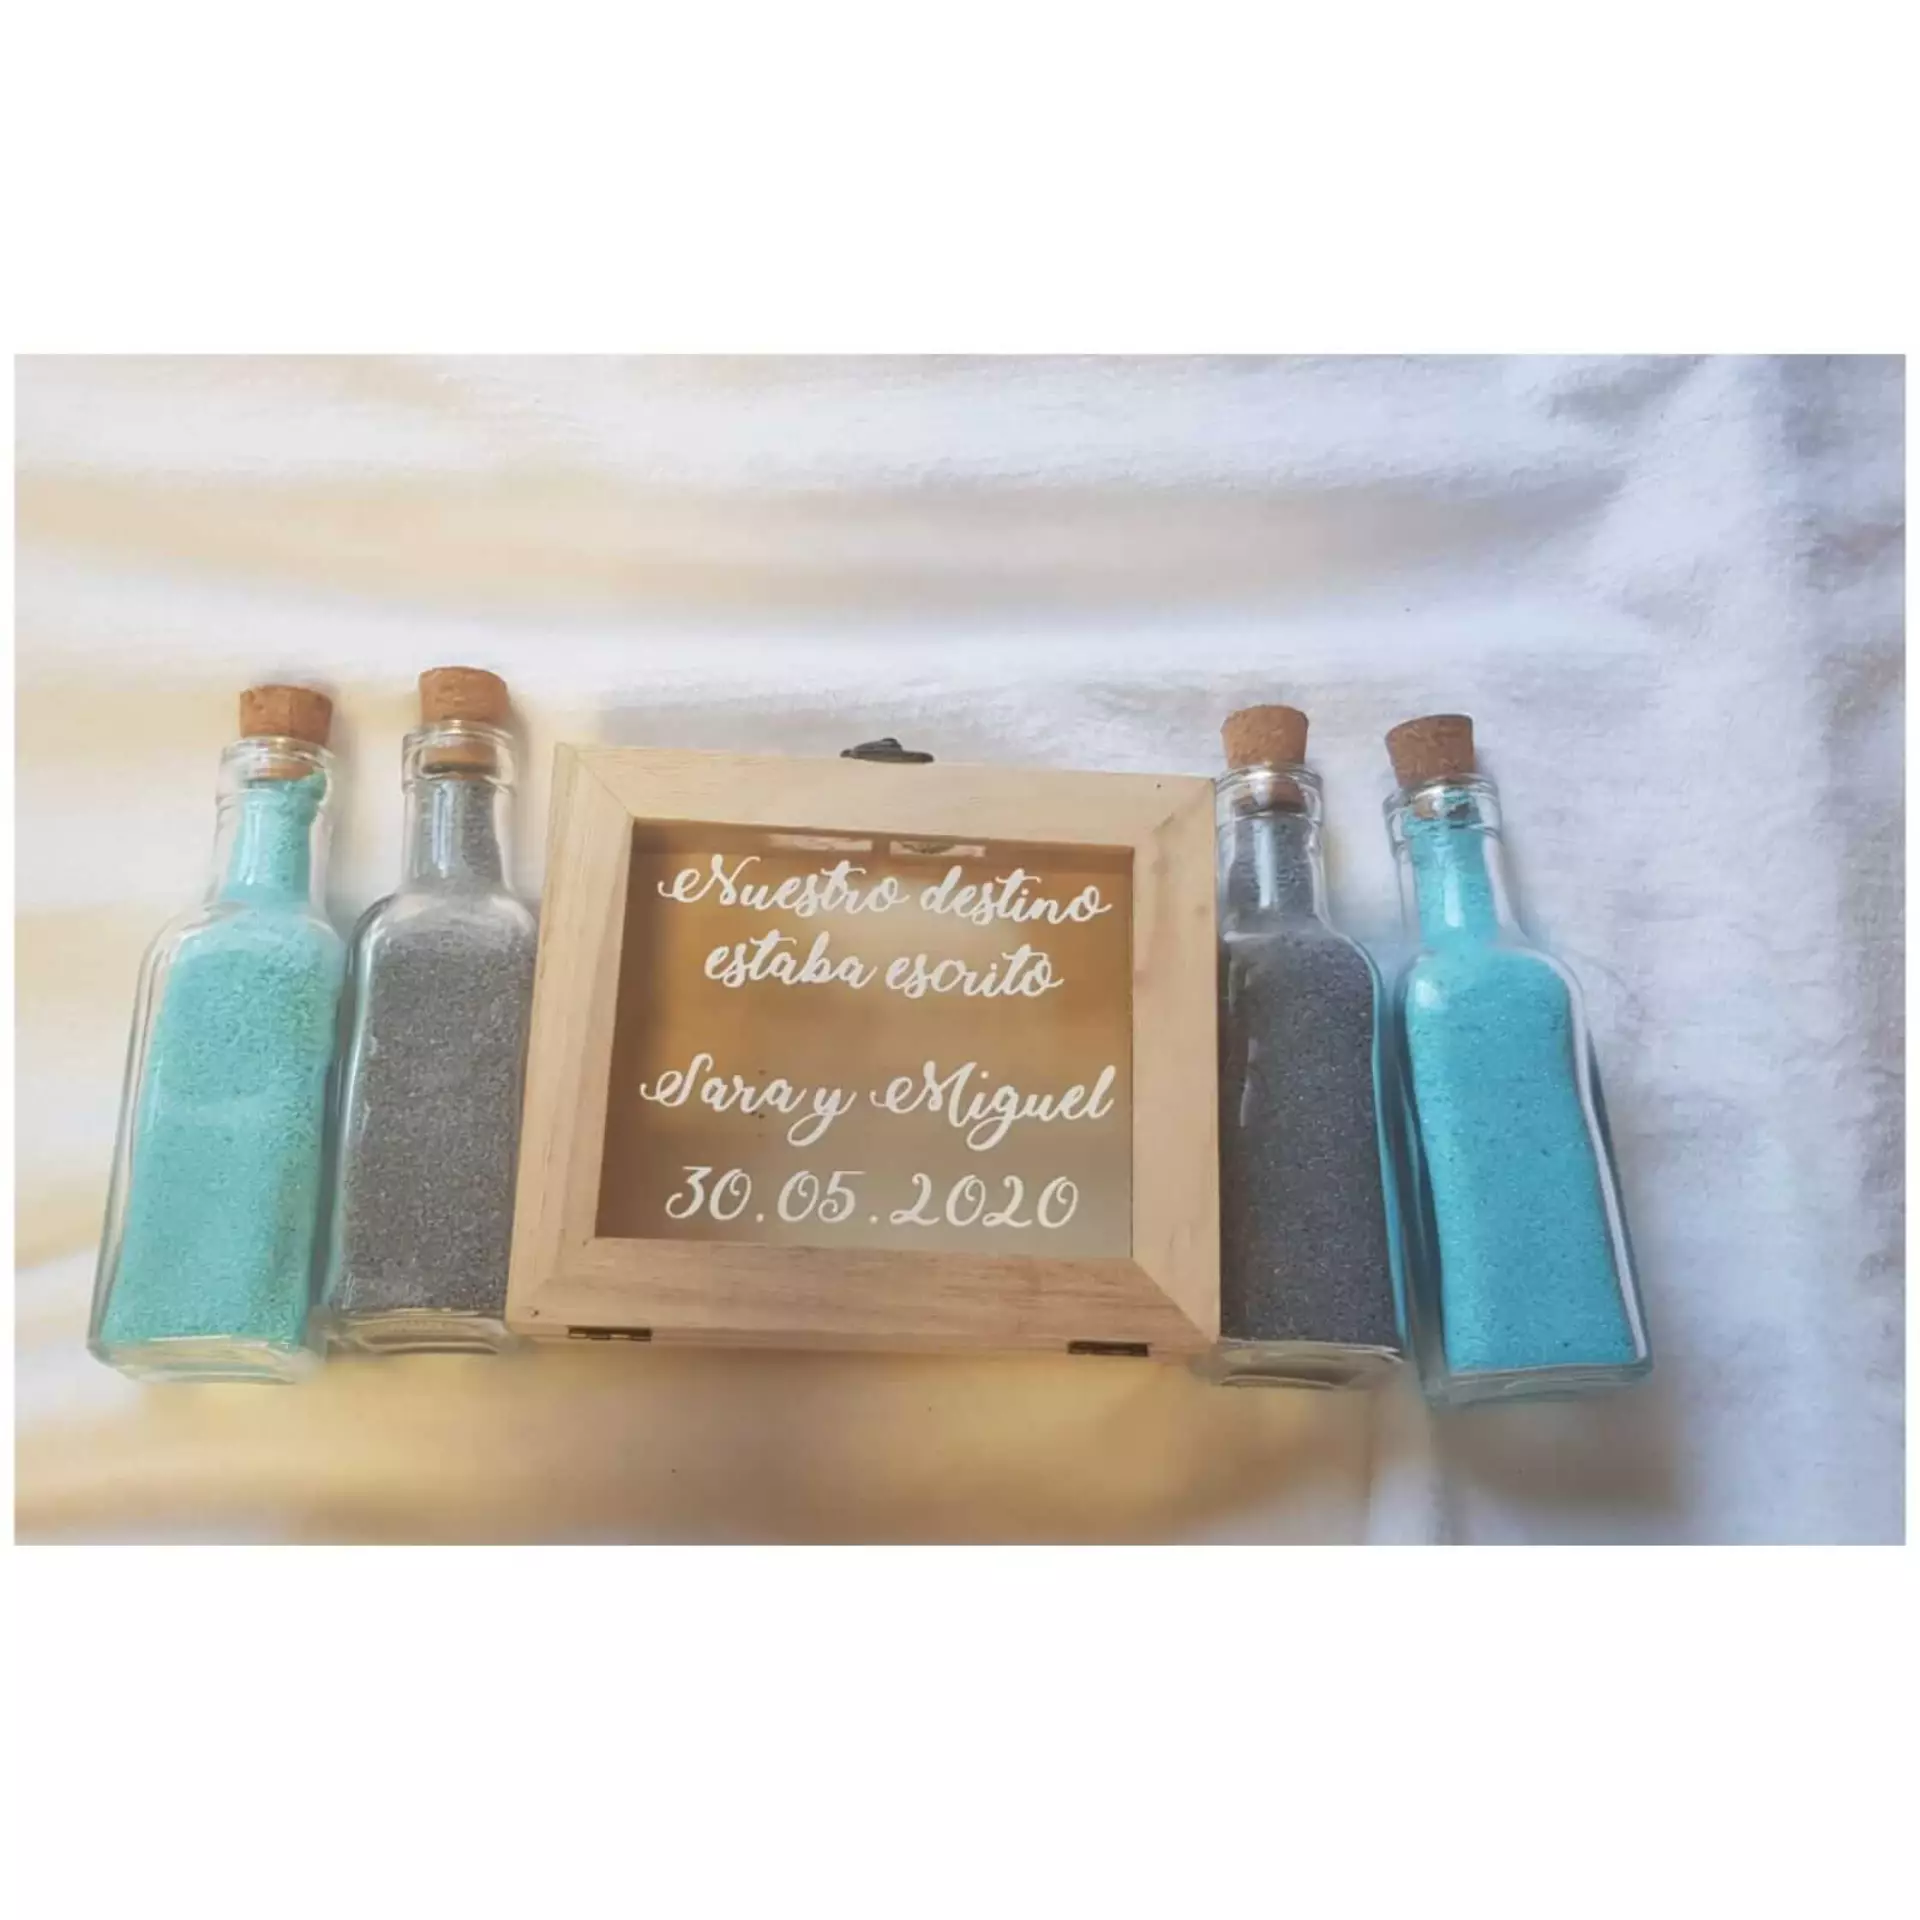 Nuestro destino
estaba escrito
Sara y Miguel
30.05.2020